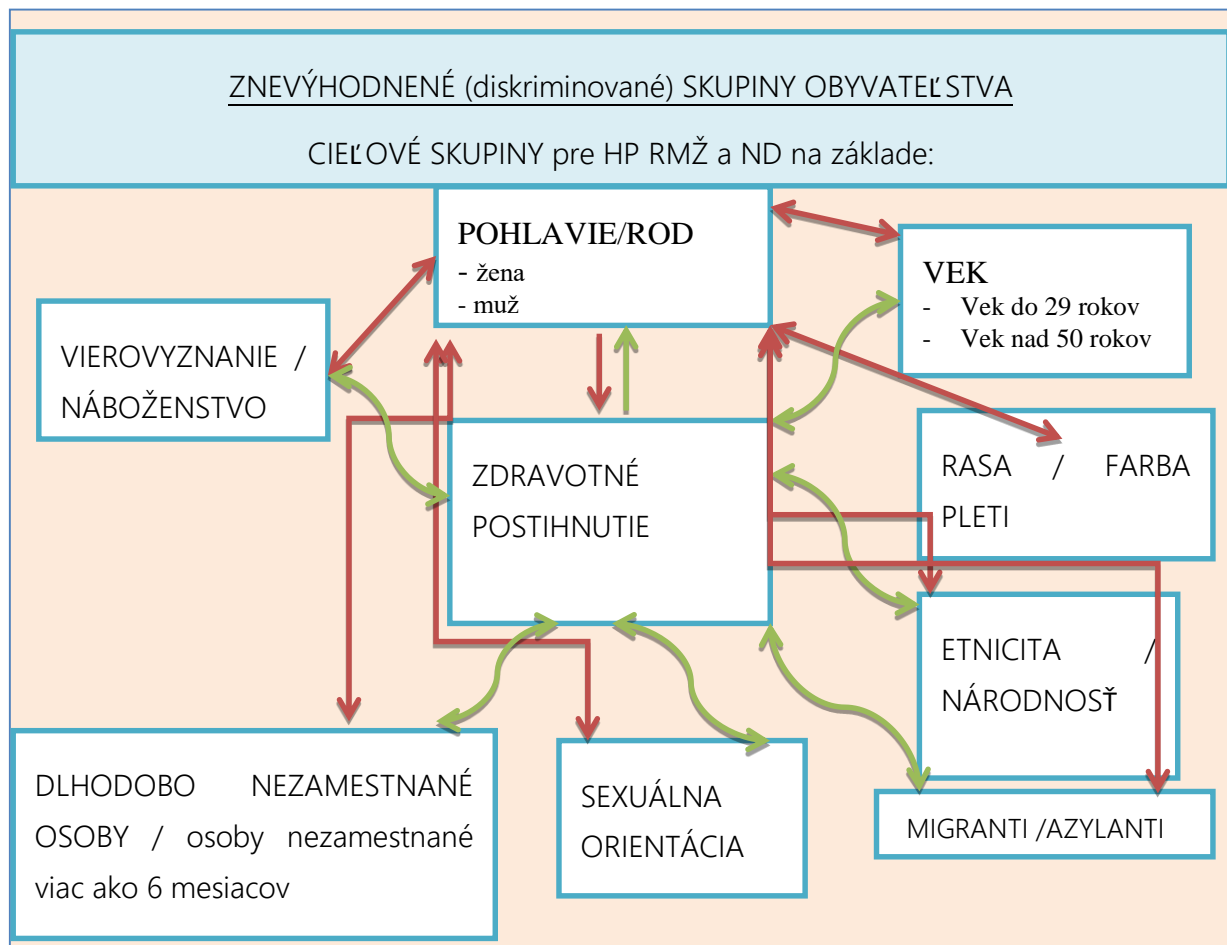 ZNEVÝHODNENÉ (diskriminované) SKUPINY OBYVATEĽSTVA
CIEĽOVÉ SKUPINY pre HP RMŽ a ND na základe:
POHLAVIE/ROD
- žena
- muž
VEK
- Vek do 29 rokov
- Vek nad 50 rokov
VIEROVYZNANIE /
NÁBOŽENSTVO
ZDRAVOTNÉ
POSTIHNUTIE
RASA / FARBA
PLETI
ETNICITA /
NÁRODNOSŤ
DLHODOBO NEZAMESTNANÉ
OSOBY / osoby nezamestnané
viac ako 6 mesiacov
SEXUÁLNA
ORIENTÁCIA
MIGRANTI /AZYLANTI